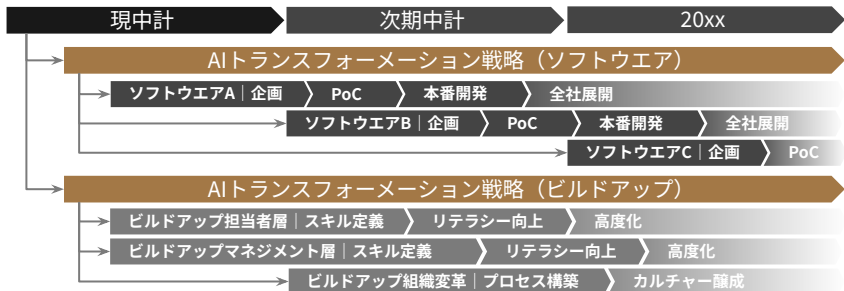 現中計 次期中計 20xx
AIトランスフォーメーション戦略（ソフトウエア）
ソフトウエアA｜企画 PoC 本番開発 全社展開
ソフトウエアB｜企画 PoC 本番開発 全社展開
ソフトウエアC｜企画 PoC
AIトランスフォーメーション戦略（ビルドアップ）
ビルドアップ担当者層｜スキル定義 リテラシー向上 高度化
ビルドアップマネジメント層｜スキル定義 リテラシー向上 高度化
ビルドアップ組織変革｜プロセス構築 カルチャー醸成